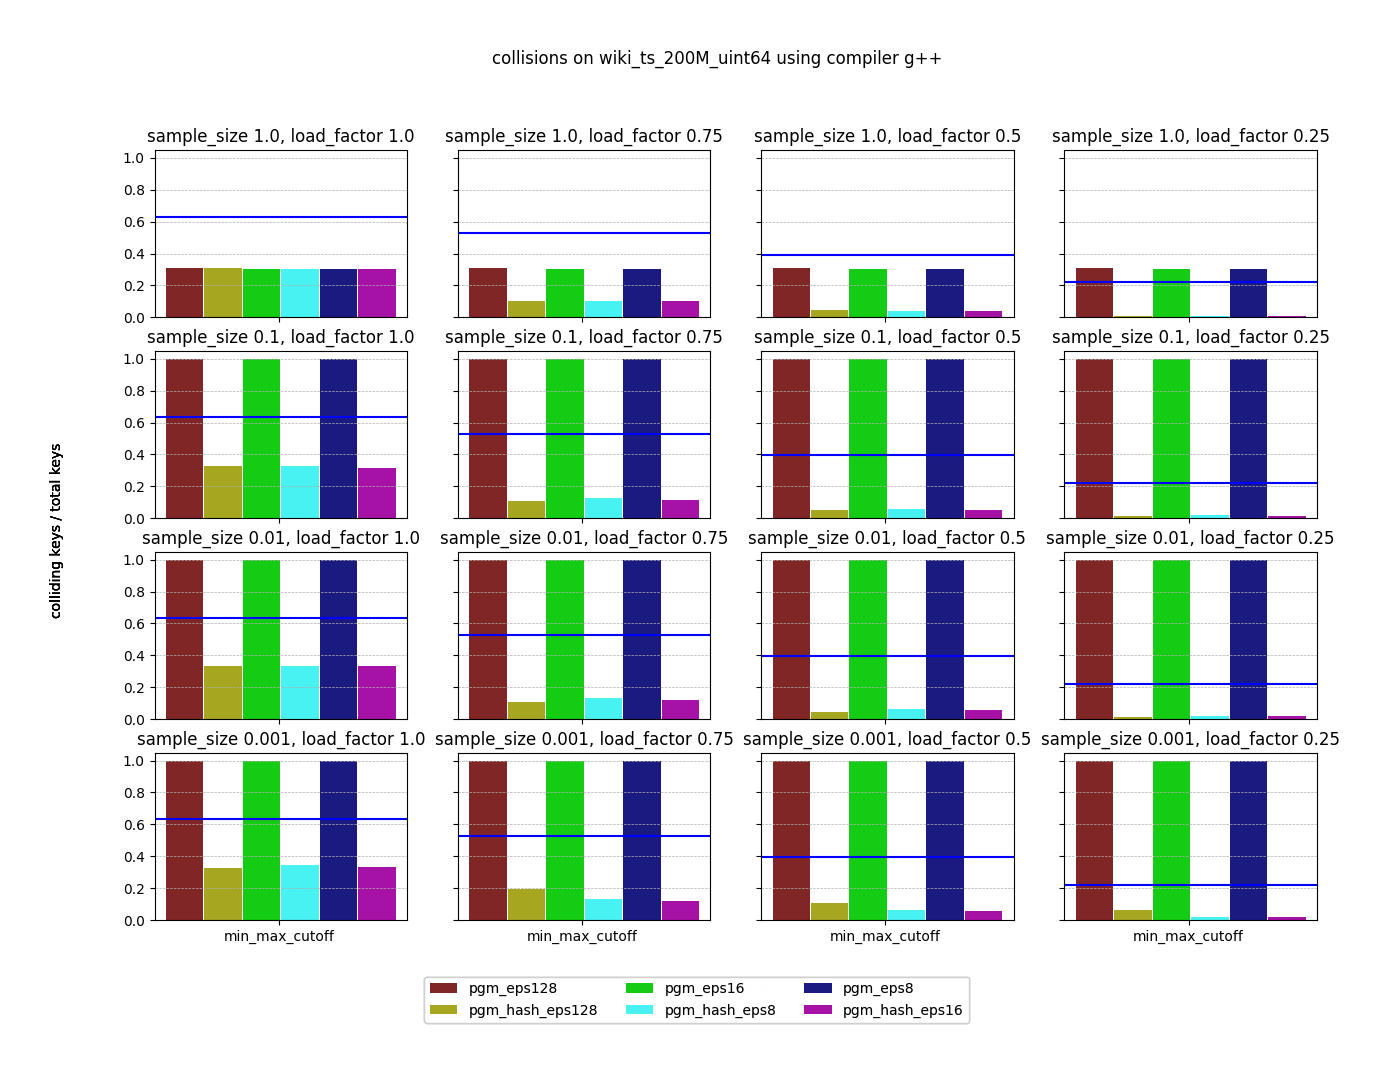 collisions on wiki_ts_200M_uint64 using compiler g++
sample_size 1.0, load_factor 1.0
sample_size 1.0, load_factor 0.75
sample_size 1.0, load_factor 0.5
sample_size 1.0, load_factor 0.25
1.0
0.8
0.6
0.4
0.2
0.0
sample_size 0.1, load_factor 1.0
sample_size 0.1, load_factor 0.75
sample_size 0.1, load_factor 0.5
sample_size 0.1, load_factor 0.25
1.0
0.8
0.6
0.4
0.2
0.0
colliding keys / total keys
sample_size 0.01, load_factor 1.0
sample_size 0.01, load_factor 0.75
sample_size 0.01, load_factor 0.5
sample_size 0.01, load_factor 0.25
1.0
0.8
0.6
0.4
0.2
0.0
sample_size 0.001, load_factor 1.0
sample_size 0.001, load_factor 0.75
sample_size 0.001, load_factor 0.5
sample_size 0.001, load_factor 0.25
1.0
0.8
0.6
0.4
0.2
0.0
min_max_cutoff
min_max_cutoff
min_max_cutoff
min_max_cutoff
pgm_eps128
pgm_hash_eps128
pgm_eps16
pgm_hash_eps8
pgm_eps8
pgm_hash_eps16